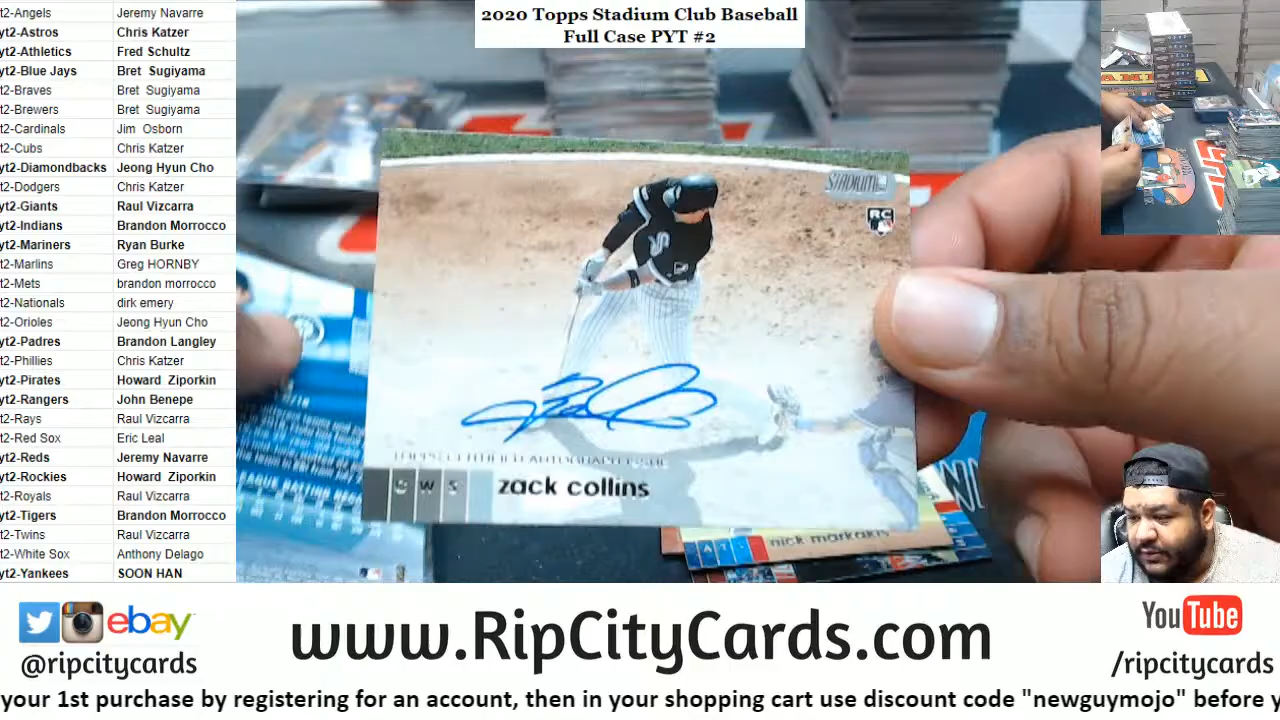 2020 Topps Stadium Club Baseball
Full Case PYT #2
t2-Angels Jeremy Navarre
yt2-Astros Chris Katzer
yt2-Athletics Fred Schultz
yt2-Blue Jays Bret Sugiyama
t2-Braves Bret Sugiyama
t2-Brewers Bret Sugiyama
t2-Cardinals Jim Osborn
t2-Cubs Chris Katzer
yt2-Diamondbacks Jeong Hyun Cho
t2-Dodgers Chris Katzer
yt2-Giants Raul Vizcarra
yt2-Indians Brandon Morrocco
yt2-Mariners Ryan Burke
t2-Marlins Greg HORNBY
t2-Mets brandon morrocco
t2-Nationals dirk emery
t2-Orioles Jeong Hyun Cho
yt2-Padres Brandon Langley
t2-Phillies Chris Katzer
yt2-Pirates Howard Ziporkin
yt2-Rangers John Benepe
t2-Rays Raul Vizcarra
t2-Red Sox Eric Leal
yt2-Reds Jeremy Navarre
yt2-Rockies Howard Ziporkin
t2-Royals Raul Vizcarra
yt2-Tigers Brandon Morrocco
t2-Twins Raul Vizcarra
t2-White Sox Anthony Delago
yt2-Yankees SOON HAN
STADIUM
RC
TOPPS CERTIFIED AUTOGRAPH ISSUE
C W S zack collins
A T L nick markakis
ebay
@ripcitycards
www.RipCityCards.com
YouTube
/ripcitycards
your 1st purchase by registering for an account, then in your shopping cart use discount code "newguymojo" before y